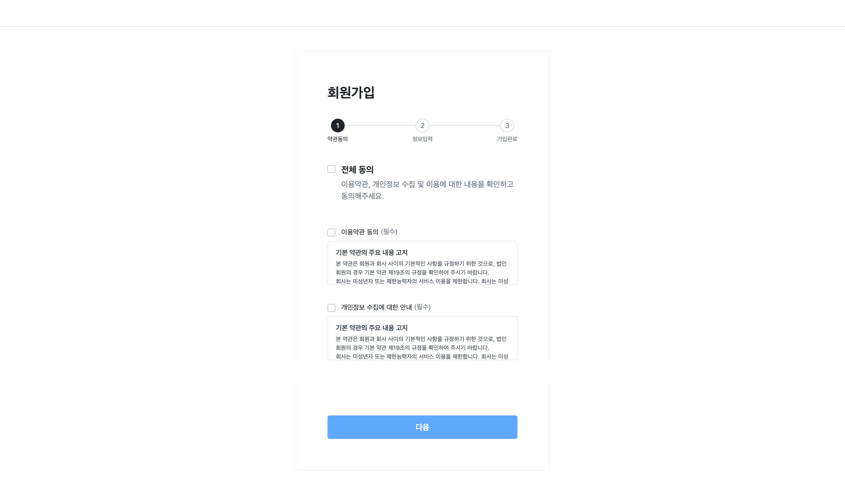 회원가입
1
2
3
약관동의
정보입력
가입완료
전체 동의
이용약관, 개인정보 수집 및 이용에 대한 내용을 확인하고
동의해주세요.
이용약관 동의 (필수)
기본 약관의 주요 내용 고지
본 약관은 회원과 회사 사이의 기본적인 사항을 규정하기 위한 것으로, 법인
회원의 경우 기본 약관 제19조의 규정을 확인하여 주시기 바랍니다.
회사는 미성년자 또는 제한능력자의 서비스 이용을 제한합니다. 회사는 미성
개인정보 수집에 대한 안내 (필수)
기본 약관의 주요 내용 고지
본 약관은 회원과 회사 사이의 기본적인 사항을 규정하기 위한 것으로, 법인
회원의 경우 기본 약관 제19조의 규정을 확인하여 주시기 바랍니다.
회사는 미성년자 또는 제한능력자의 서비스 이용을 제한합니다. 회사는 미성
다음